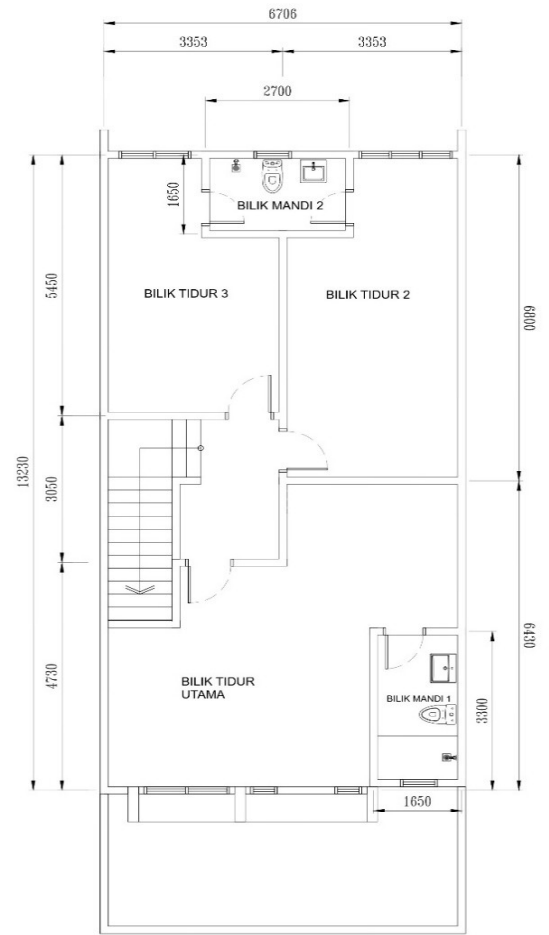 6706
3353
3353
2700
1650
BILIK MANDI 2
5450
BILIK TIDUR 3
BILIK TIDUR 2
6800
13230
3050
4730
BILIK TIDUR
UTAMA
BILIK MANDI 1
3300
6430
1650